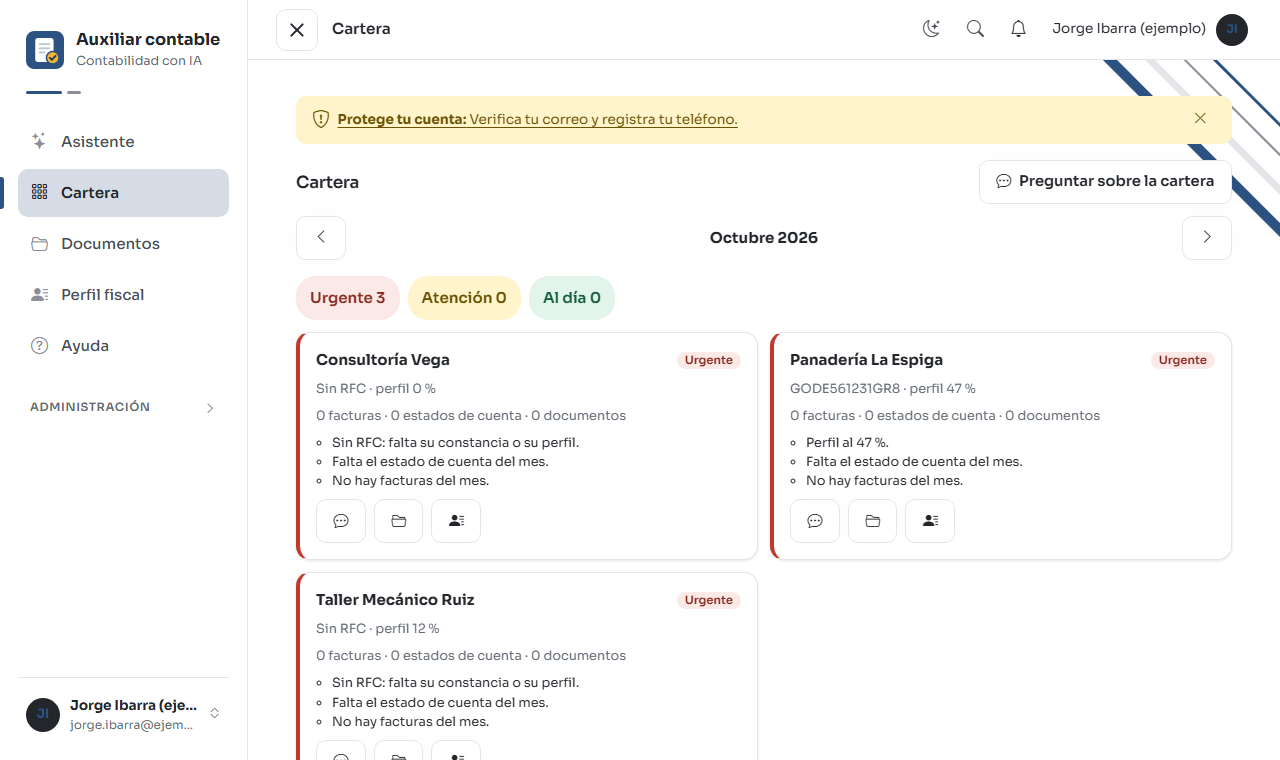 Auxiliar contable
Contabilidad con IA
Asistente
Cartera
Documentos
Perfil fiscal
Ayuda
ADMINISTRACIÓN
JI
Jorge Ibarra (eje...
jorge.ibarra@ejem...
Cartera
Jorge Ibarra (ejemplo)
JI
Protege tu cuenta: Verifica tu correo y registra tu teléfono.
Cartera
Preguntar sobre la cartera
Octubre 2026
Urgente 3
Atención 0
Al día 0
Consultoría Vega
Urgente
Sin RFC · perfil 0 %
0 facturas · 0 estados de cuenta · 0 documentos
Sin RFC: falta su constancia o su perfil.
Falta el estado de cuenta del mes.
No hay facturas del mes.
Panadería La Espiga
Urgente
GODE561231GR8 · perfil 47 %
0 facturas · 0 estados de cuenta · 0 documentos
Perfil al 47 %.
Falta el estado de cuenta del mes.
No hay facturas del mes.
Taller Mecánico Ruiz
Urgente
Sin RFC · perfil 12 %
0 facturas · 0 estados de cuenta · 0 documentos
Sin RFC: falta su constancia o su perfil.
Falta el estado de cuenta del mes.
No hay facturas del mes.